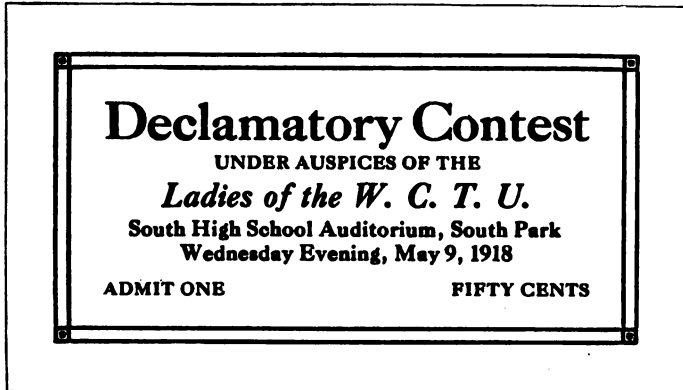 Declamatory Contest
UNDER AUSPICES OF THE
Ladies of the W. C. T. U.
South High School Auditorium, South Park
Wednesday Evening, May 9, 1918
ADMIT ONE FIFTY CENTS